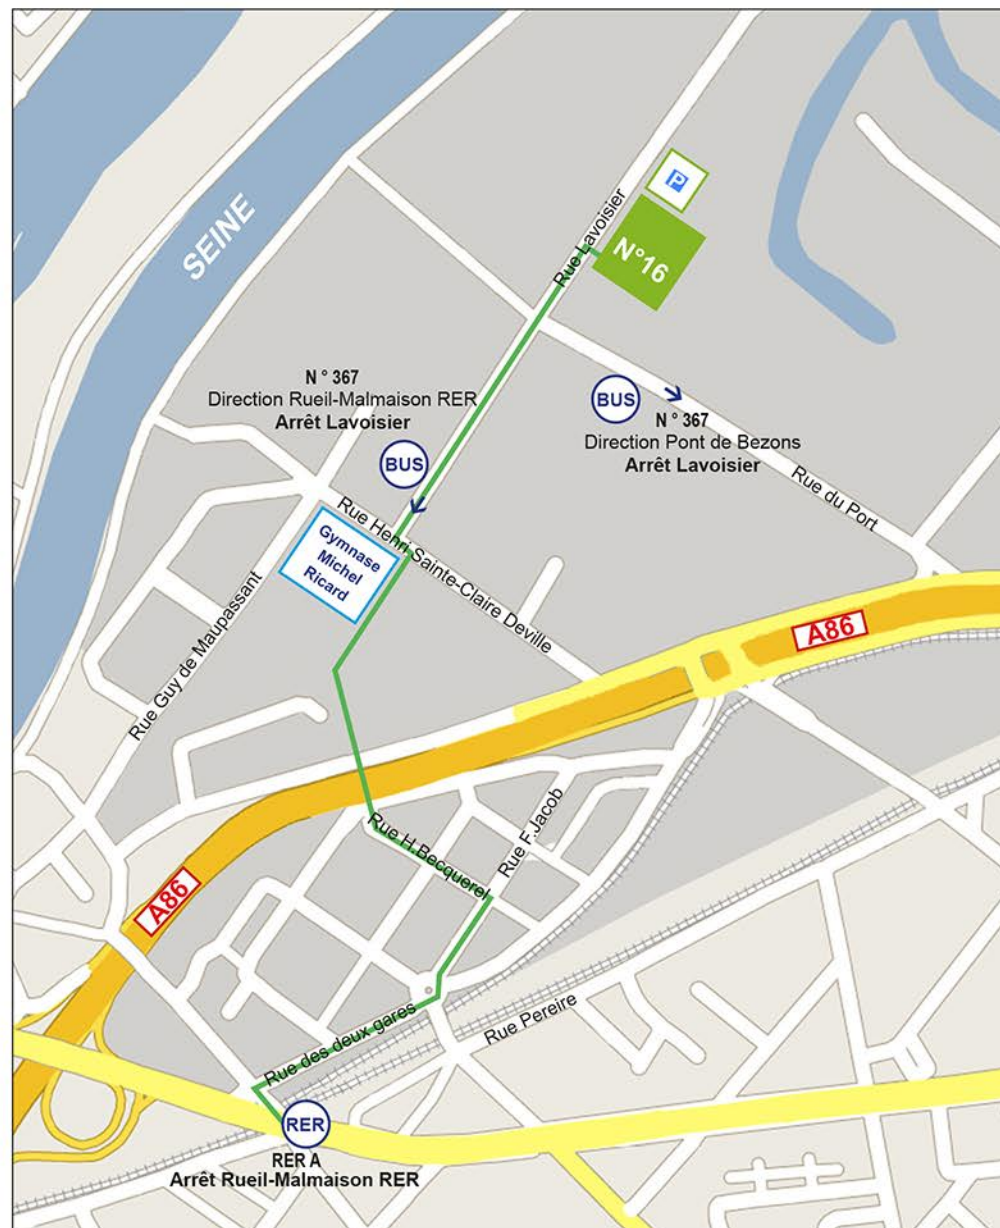 SEINE
P
Rue Lavoisier
N°16
N ° 367
Direction Rueil-Malmaison RER
Arrêt Lavoisier
BUS
BUS
N ° 367
Direction Pont de Bezons
Arrêt Lavoisier
Rue du Port
Rue Henri Sainte-Claire Deville
Gymnase
Michel
Ricard
Rue Guy de Maupassant
A86
Rue F.Jacob
Rue H.Becquerel
A86
Rue Pereire
Rue des deux gares
RER
RER A
Arrêt Rueil-Malmaison RER